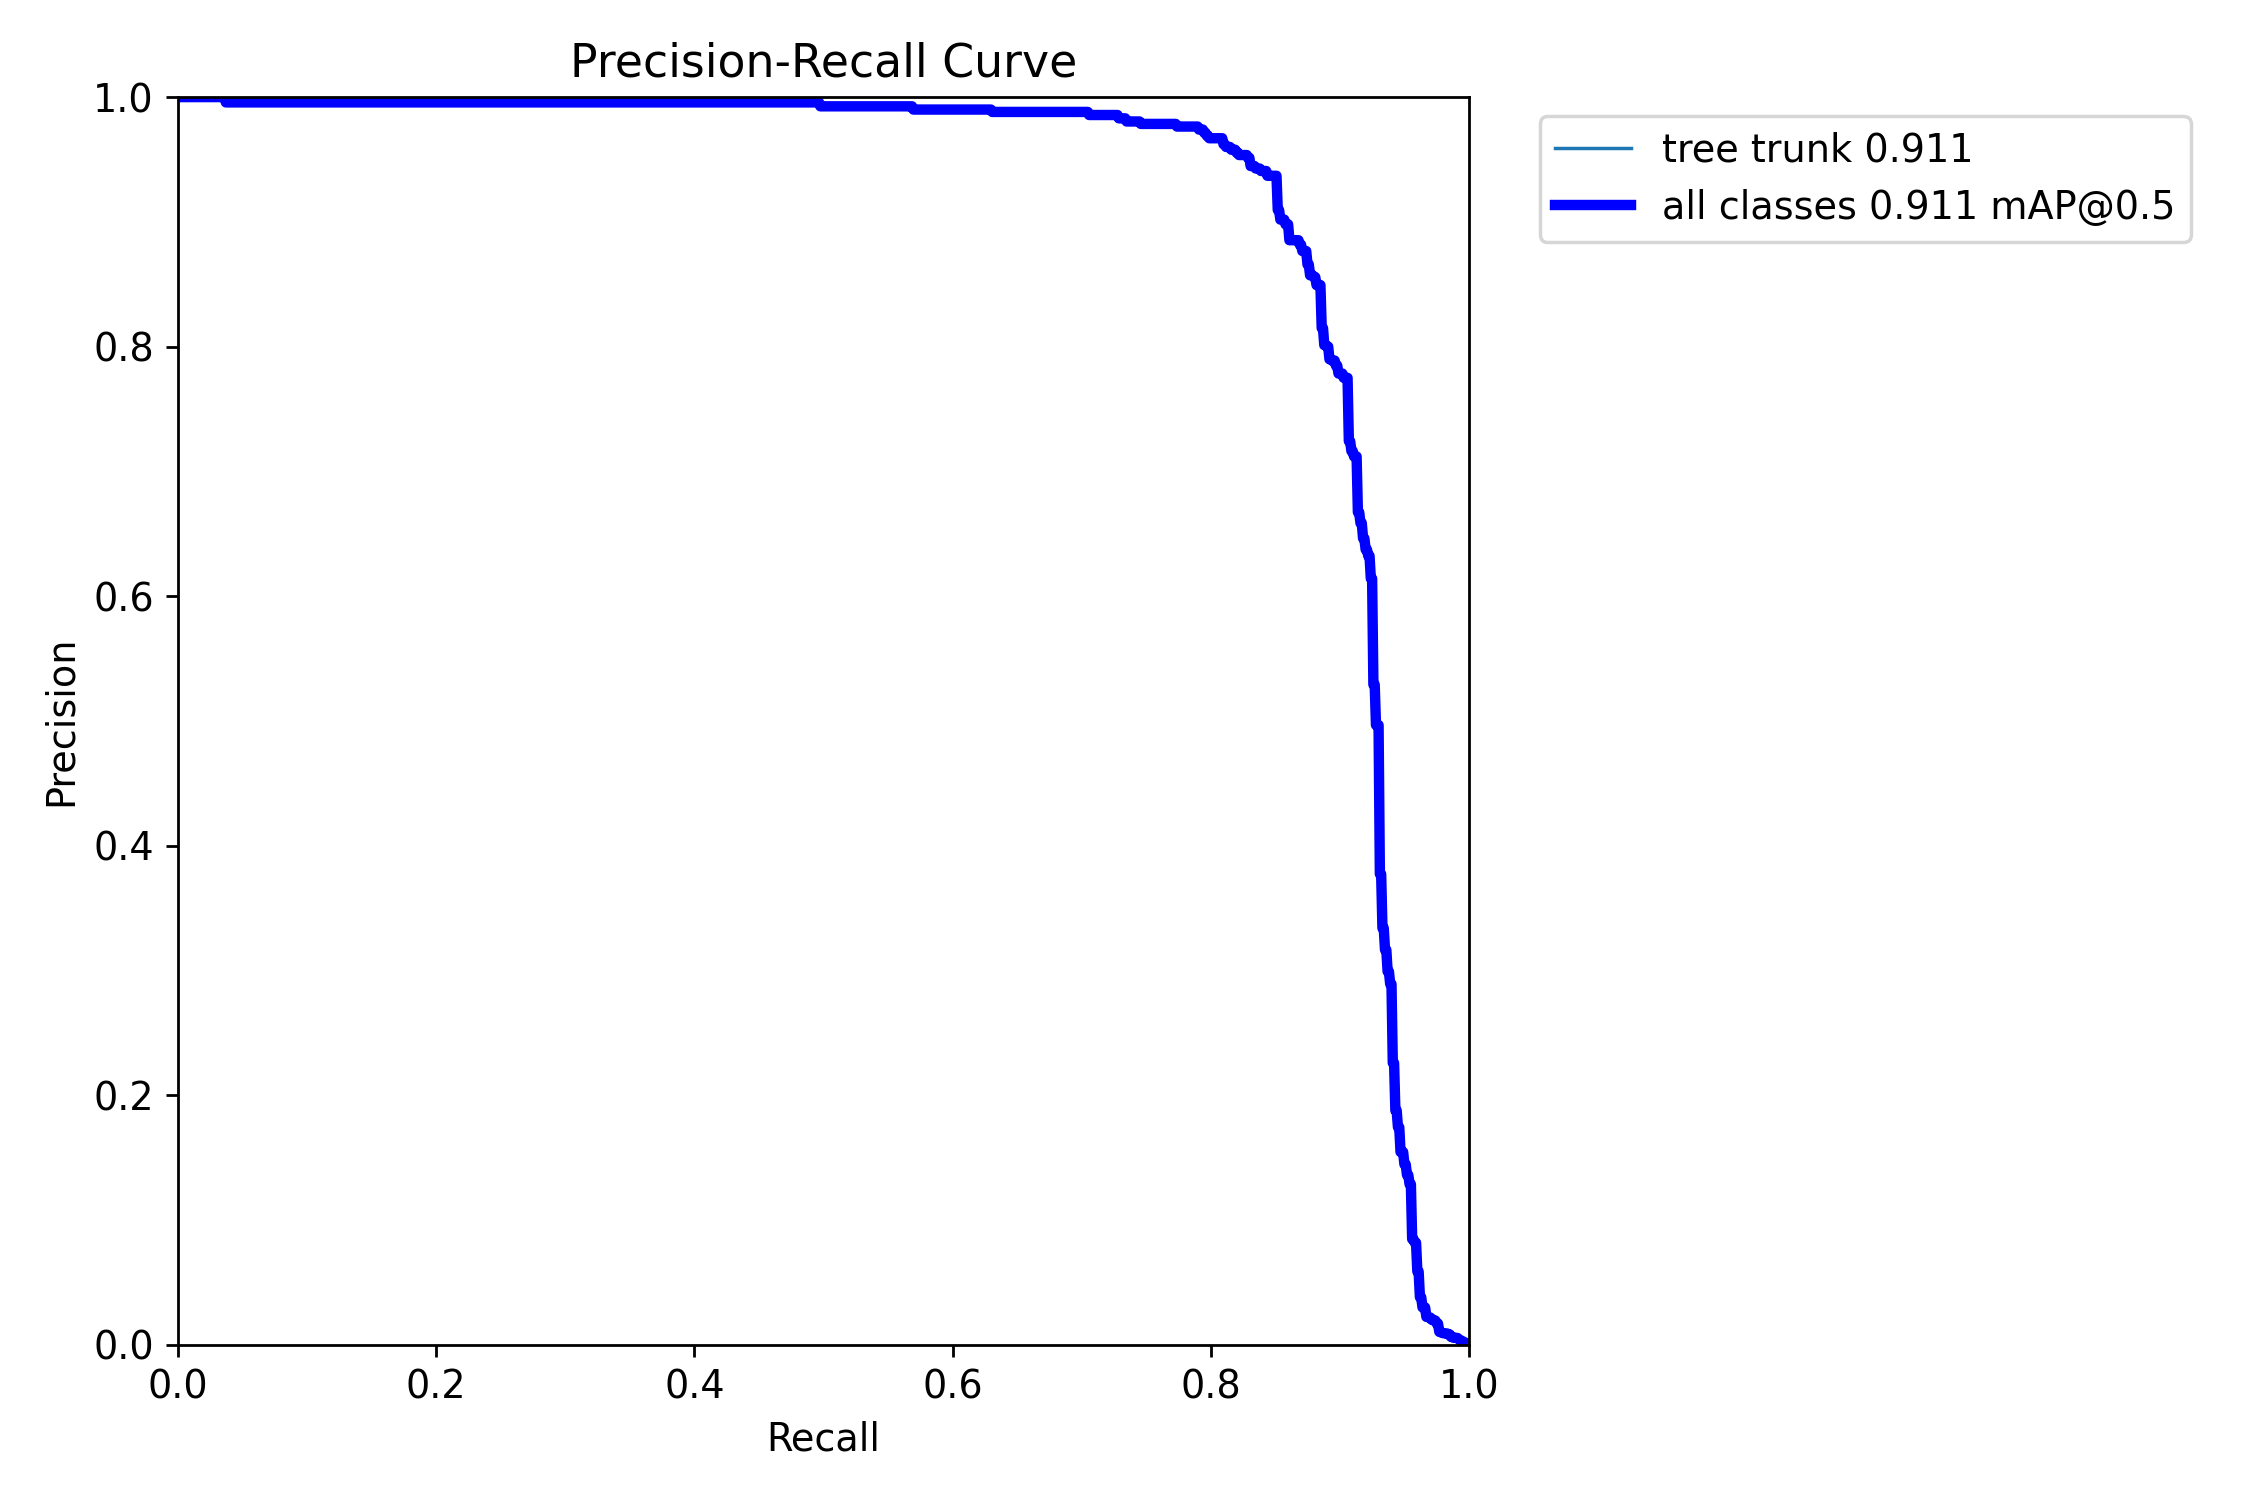 Precision-Recall Curve
tree trunk 0.911
all classes 0.911 mAP@0.5
1.0
0.8
0.6
0.4
0.2
0.0
Precision
0.0 0.2 0.4 0.6 0.8 1.0
Recall